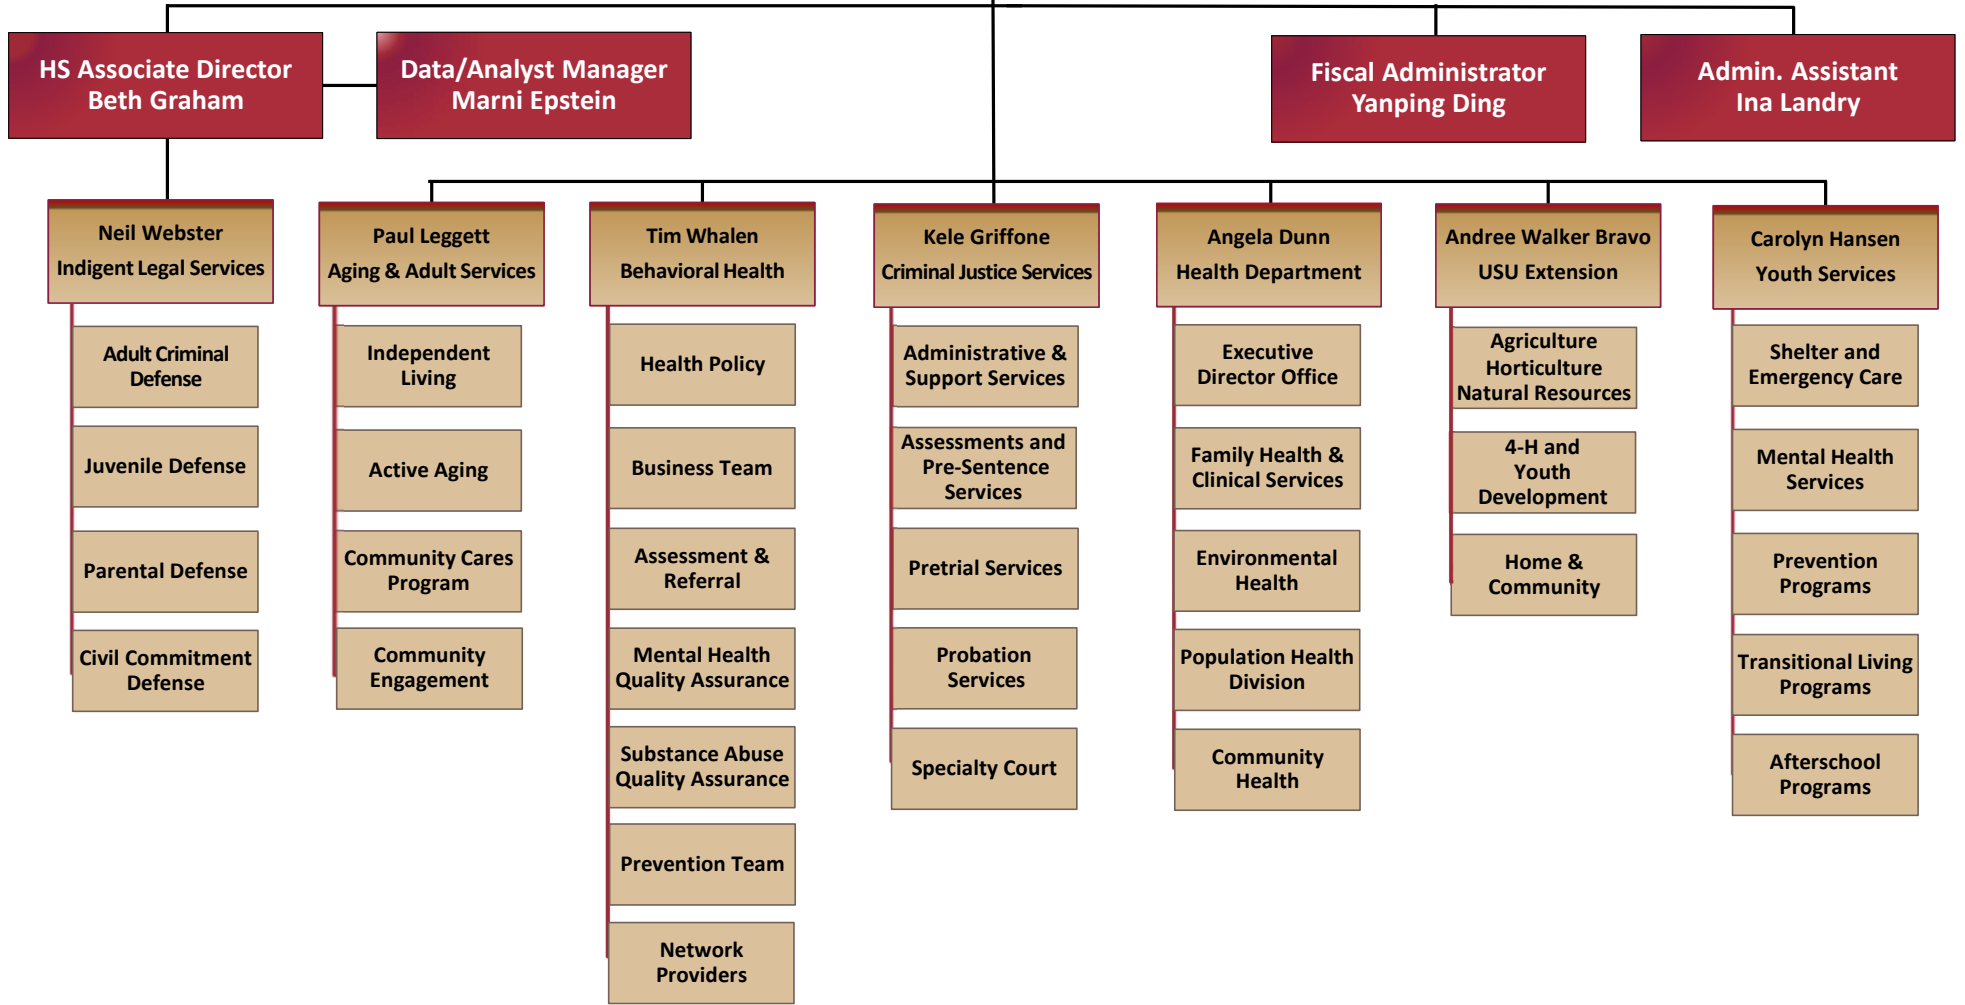 HS Associate Director
Beth Graham
Data/Analyst Manager
Marni Epstein
Fiscal Administrator
Yanping Ding
Admin. Assistant
Ina Landry
Neil Webster
Indigent Legal Services
Adult Criminal
Defense
Juvenile Defense
Parental Defense
Civil Commitment
Defense
Paul Leggett
Aging & Adult Services
Independent
Living
Active Aging
Community Cares
Program
Community
Engagement
Tim Whalen
Behavioral Health
Health Policy
Business Team
Assessment &
Referral
Mental Health
Quality Assurance
Substance Abuse
Quality Assurance
Prevention Team
Network
Providers
Kele Griffone
Criminal Justice Services
Administrative &
Support Services
Assessments and
Pre-Sentence
Services
Pretrial Services
Probation
Services
Specialty Court
Angela Dunn
Health Department
Executive
Director Office
Family Health &
Clinical Services
Environmental
Health
Population Health
Division
Community
Health
Andree Walker Bravo
USU Extension
Agriculture
Horticulture
Natural Resources
4-H and
Youth
Development
Home &
Community
Carolyn Hansen
Youth Services
Shelter and
Emergency Care
Mental Health
Services
Prevention
Programs
Transitional Living
Programs
Afterschool
Programs